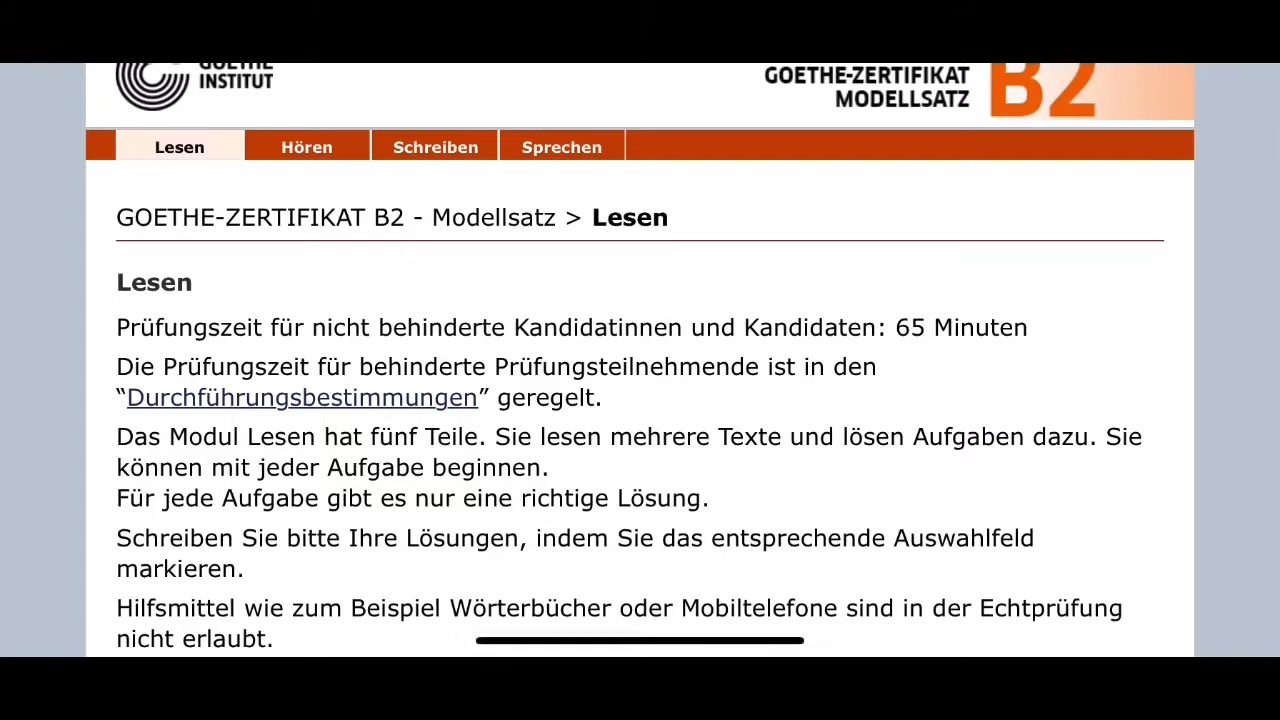 GOETHE
INSTITUT
GOETHE-ZERTIFIKAT
MODELLSATZ
B2
Lesen
Hören
Schreiben
Sprechen
GOETHE-ZERTIFIKAT B2 - Modellsatz > Lesen
Lesen
Prüfungszeit für nicht behinderte Kandidatinnen und Kandidaten: 65 Minuten
Die Prüfungszeit für behinderte Prüfungsteilnehmende ist in den
“Durchführungsbestimmungen” geregelt.
Das Modul Lesen hat fünf Teile. Sie lesen mehrere Texte und lösen Aufgaben dazu. Sie
können mit jeder Aufgabe beginnen.
Für jede Aufgabe gibt es nur eine richtige Lösung.
Schreiben Sie bitte Ihre Lösungen, indem Sie das entsprechende Auswahlfeld
markieren.
Hilfsmittel wie zum Beispiel Wörterbücher oder Mobiltelefone sind in der Echtprüfung
nicht erlaubt.